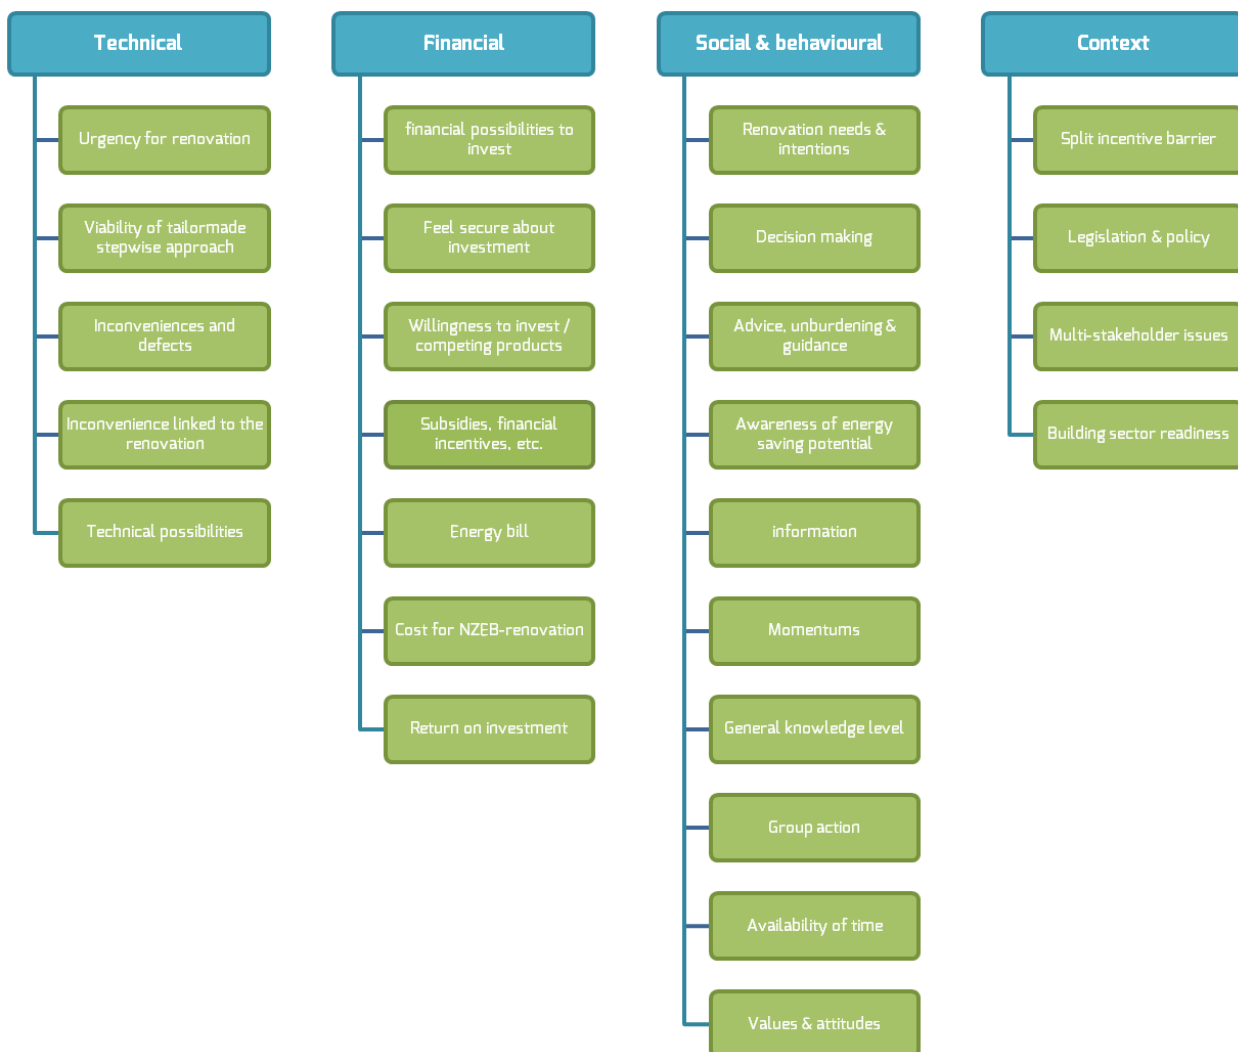 Technical
Urgency for renovation
Viability of tailormade
stepwise approach
Inconveniences and
defects
Inconvenience linked to the
renovation
Technical possibilities
Financial
financial possibilities to
invest
Feel secure about
investment
Willingness to invest /
competing products
Subsidies, financial
incentives, etc.
Energy bill
Cost for NZEB-renovation
Return on investment
Social & behavioural
Renovation needs &
intentions
Decision making
Advice, unburdening &
guidance
Awareness of energy
saving potential
information
Momentums
General knowledge level
Group action
Availability of time
Values & attitudes
Context
Split incentive barrier
Legislation & policy
Multi-stakeholder issues
Building sector readiness